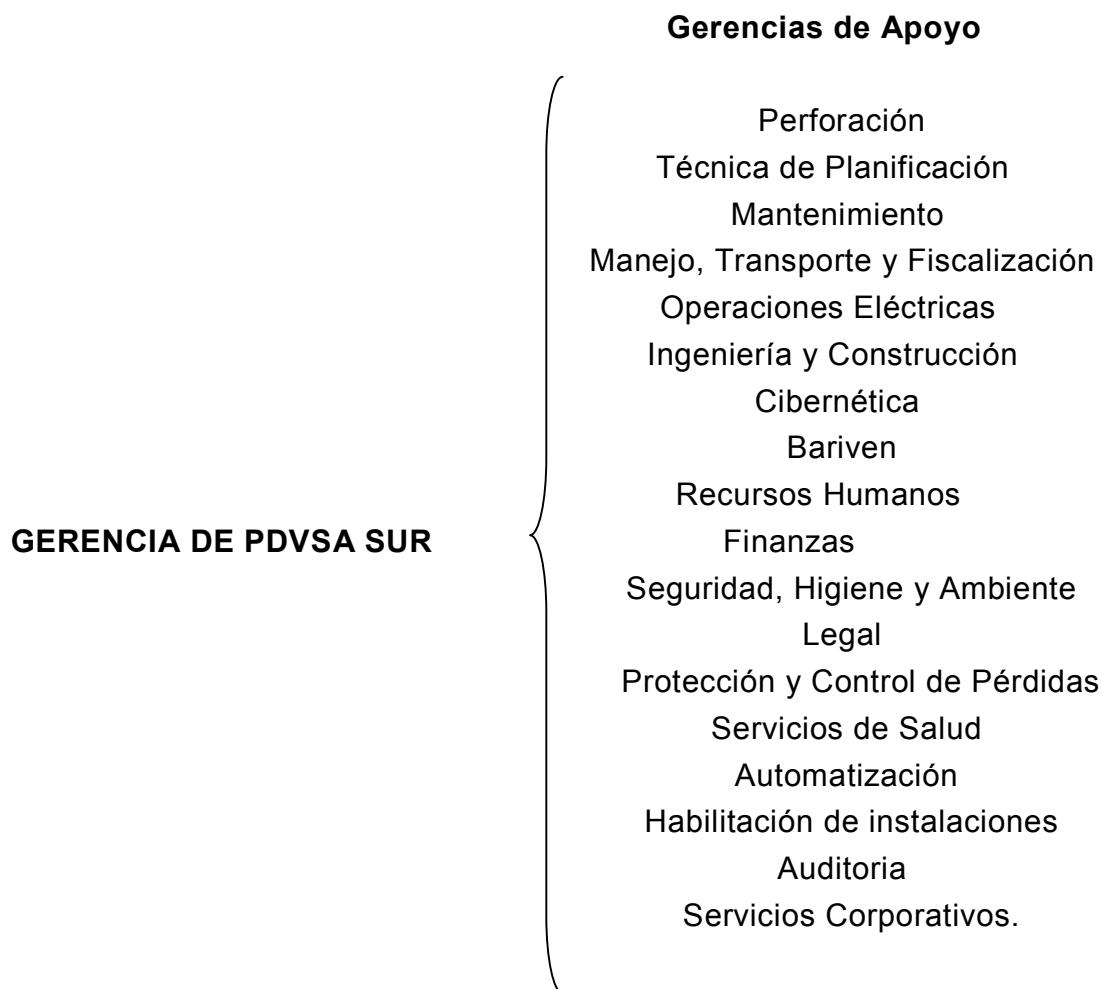 Gerencias de Apoyo
Perforación
Técnica de Planificación
Mantenimiento
Manejo, Transporte y Fiscalización
Operaciones Eléctricas
Ingeniería y Construcción
Cibernética
Bariven
Recursos Humanos
GERENCIA DE PDVSA SUR
Finanzas
Seguridad, Higiene y Ambiente
Legal
Protección y Control de Pérdidas
Servicios de Salud
Automatización
Habilitación de instalaciones
Auditoria
Servicios Corporativos.